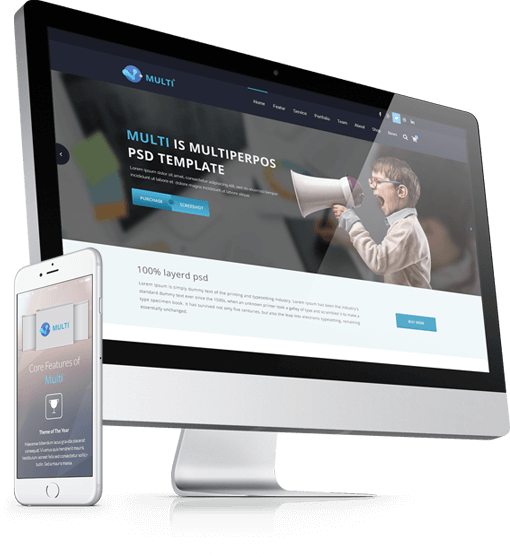 MULTI
Home
Featur
Service
Portfolio
Team
About
Shop
News
MULTI IS MULTIPERPOS
PSD TEMPLATE
Lorem ipsum dolor sit amet, consectetur adipiscing elit, sed do eiusmod tempor
incididunt ut labore et. dolore magna incididunt ut labore
PURCHASE
SCRERSHOT
100% layerd psd
Lorem Ipsum is simply dummy text of the printing and typesetting industry. Lorem Ipsum has been the industry's
standard dummy text ever since the 1500s, when an unknown printer took a galley of type and scrambled it to make a
type specimen book. It has survived not only five centuries, but also the leap into electronic typesetting, remaining
essentially unchanged.
BUY NOW
MULTI
Core Features of
Multi
Theme of The Year